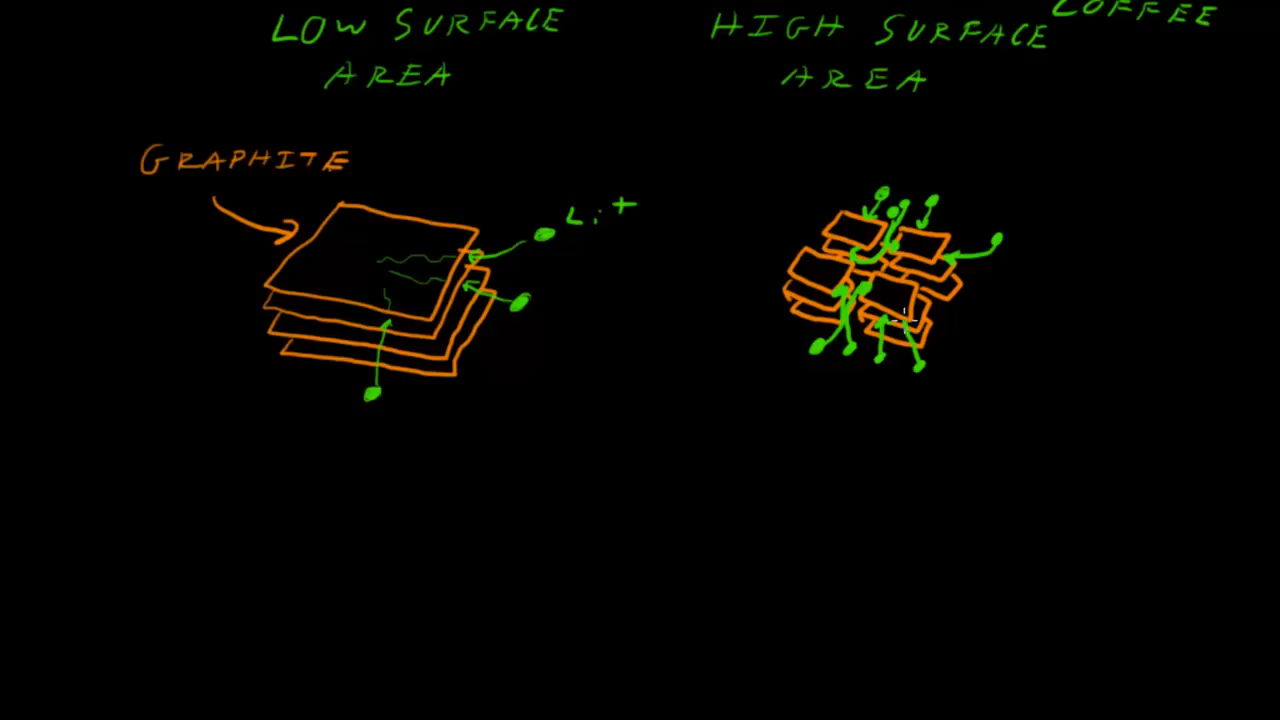 LOW SURFACE
AREA
HIGH SURFACE
AREA
COFFEE
GRAPHITE
Li+